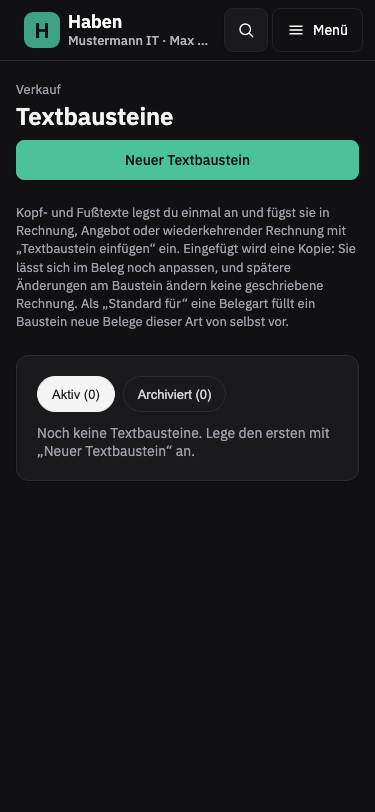 H
Haben
Mustermann IT · Max ...
Menü
Verkauf
Textbausteine
Neuer Textbaustein
Kopf- und Fußtexte legst du einmal an und fügst sie in
Rechnung, Angebot oder wiederkehrender Rechnung mit
„Textbaustein einfügen“ ein. Eingefügt wird eine Kopie: Sie
lässt sich im Beleg noch anpassen, und spätere
Änderungen am Baustein ändern keine geschriebene
Rechnung. Als „Standard für“ eine Belegart füllt ein
Baustein neue Belege dieser Art von selbst vor.
Aktiv (0)
Archiviert (0)
Noch keine Textbausteine. Lege den ersten mit
„Neuer Textbaustein“ an.